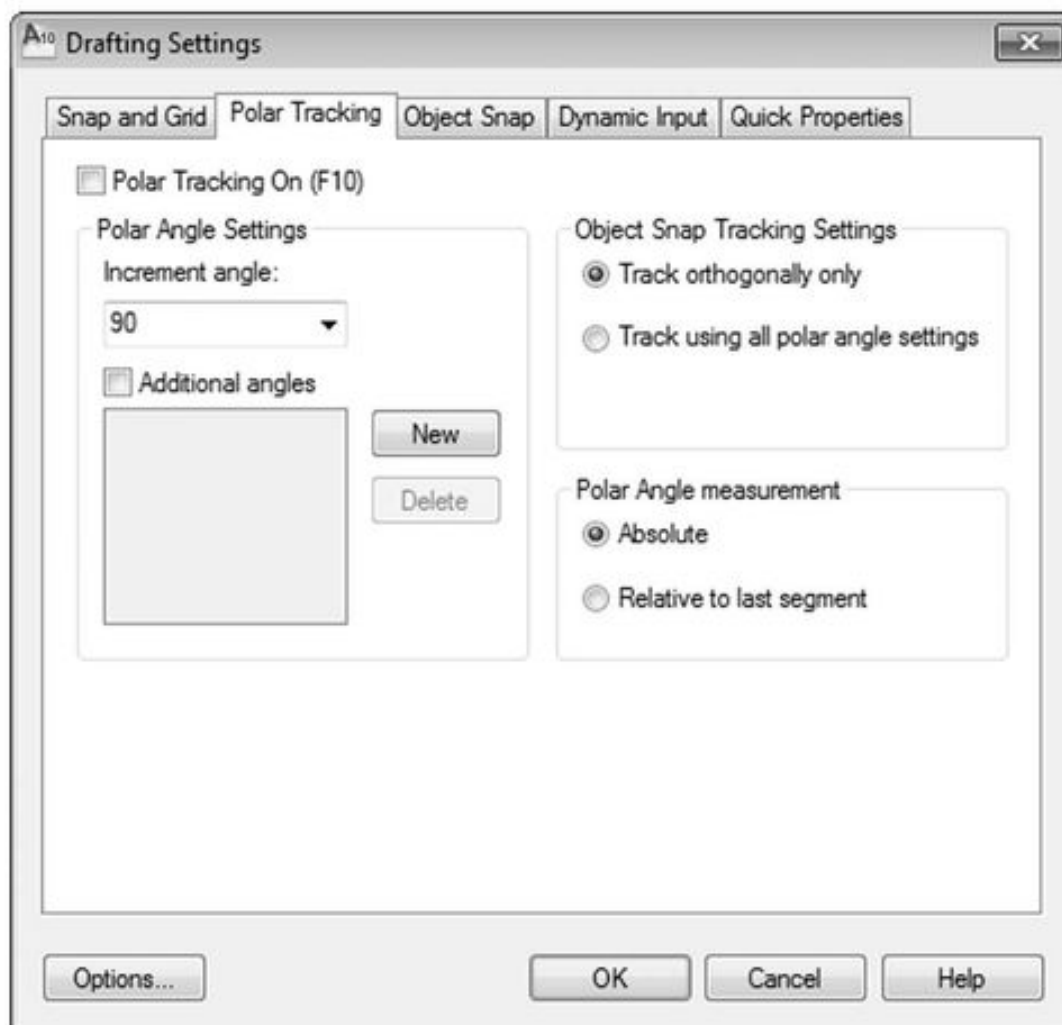 A10 Drafting Settings
Snap and Grid Polar Tracking Object Snap Dynamic Input Quick Properties
Polar Tracking On (F10)
Polar Angle Settings
Increment angle:
90
Additional angles
New
Delete
Object Snap Tracking Settings
Track orthogonally only
Track using all polar angle settings
Polar Angle measurement
Absolute
Relative to last segment
Options... OK Cancel Help